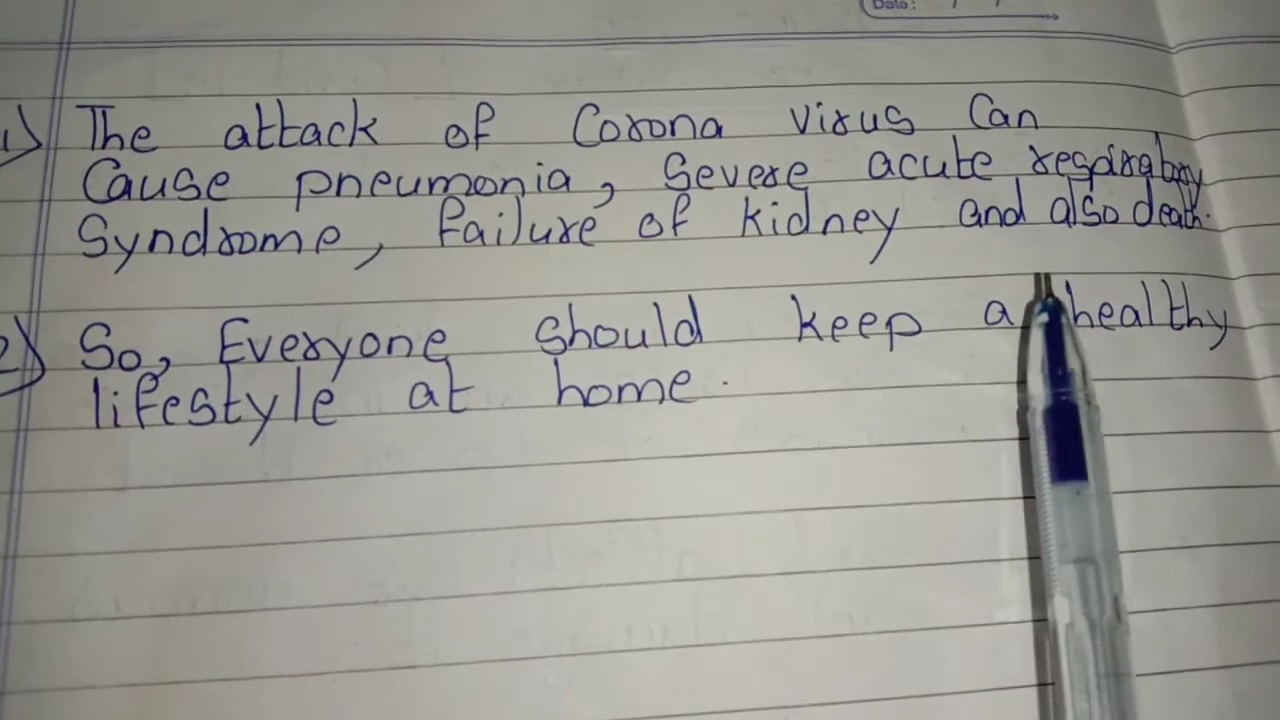 Date: / /
1) The attack of Corona virus Can
Cause pneumonia, Severe acute respiratory
Syndrome, failure of kidney and also death.
2) So, Everyone should keep a healthy
lifestyle at home.